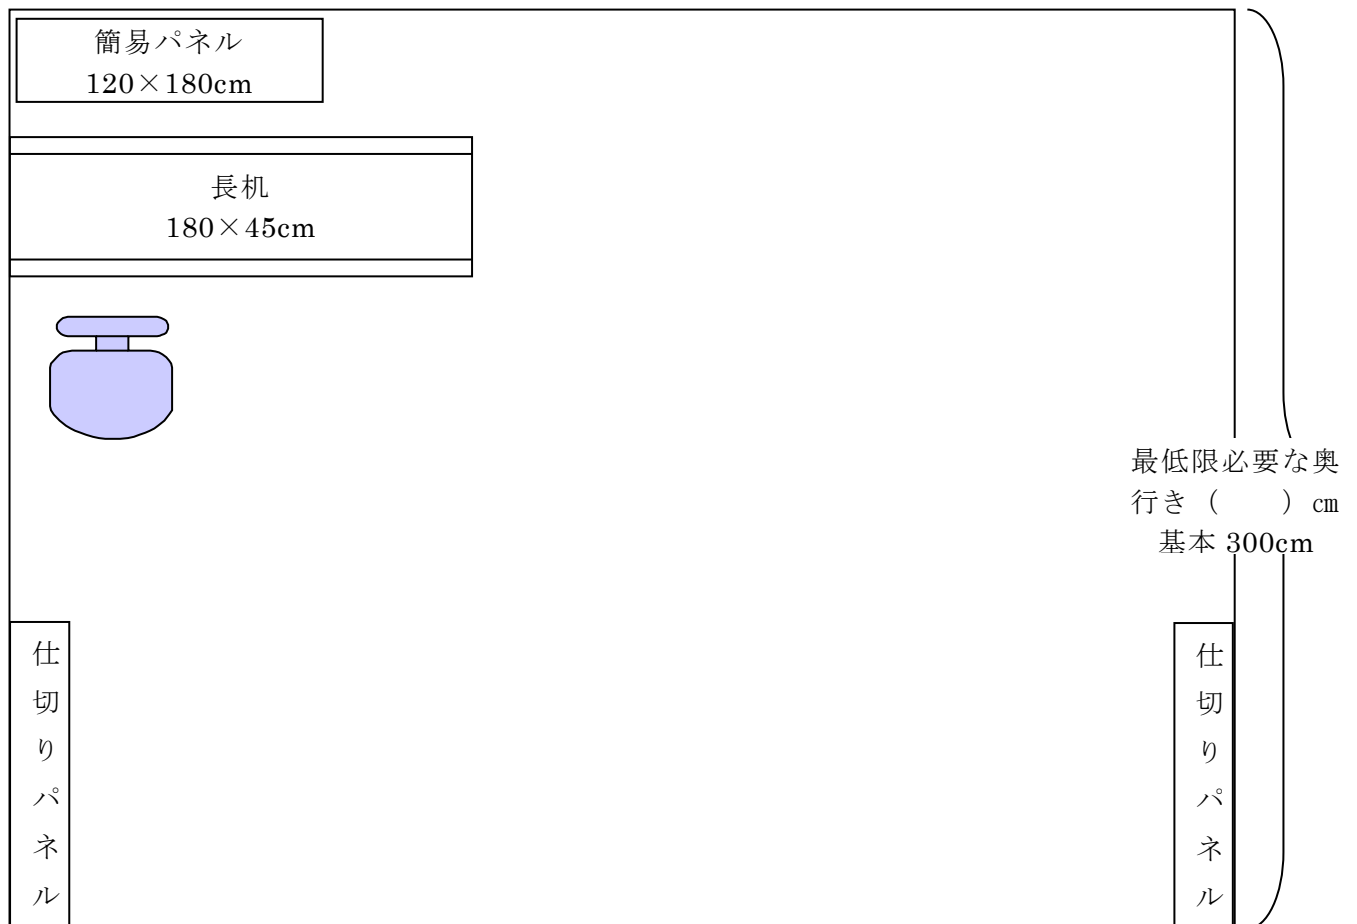 簡易パネル
120×180cm
長机
180×45cm
最低限必要な奥
行き（　　）㎝
基本 300cm
仕切りパネル
仕切りパネル